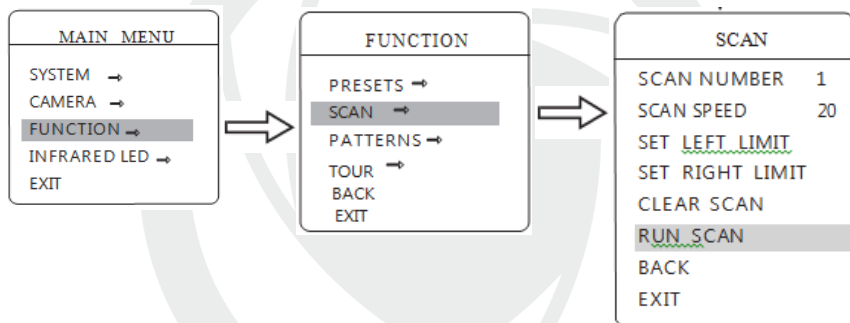 MAIN MENU
SYSTEM →
CAMERA →
FUNCTION →
INFRARED LED →
EXIT
FUNCTION
PRESETS →
SCAN →
PATTERNS →
TOUR →
BACK
EXIT
SCAN
SCAN NUMBER 1
SCAN SPEED 20
SET LEFT LIMIT
SET RIGHT LIMIT
CLEAR SCAN
RUN SCAN
BACK
EXIT